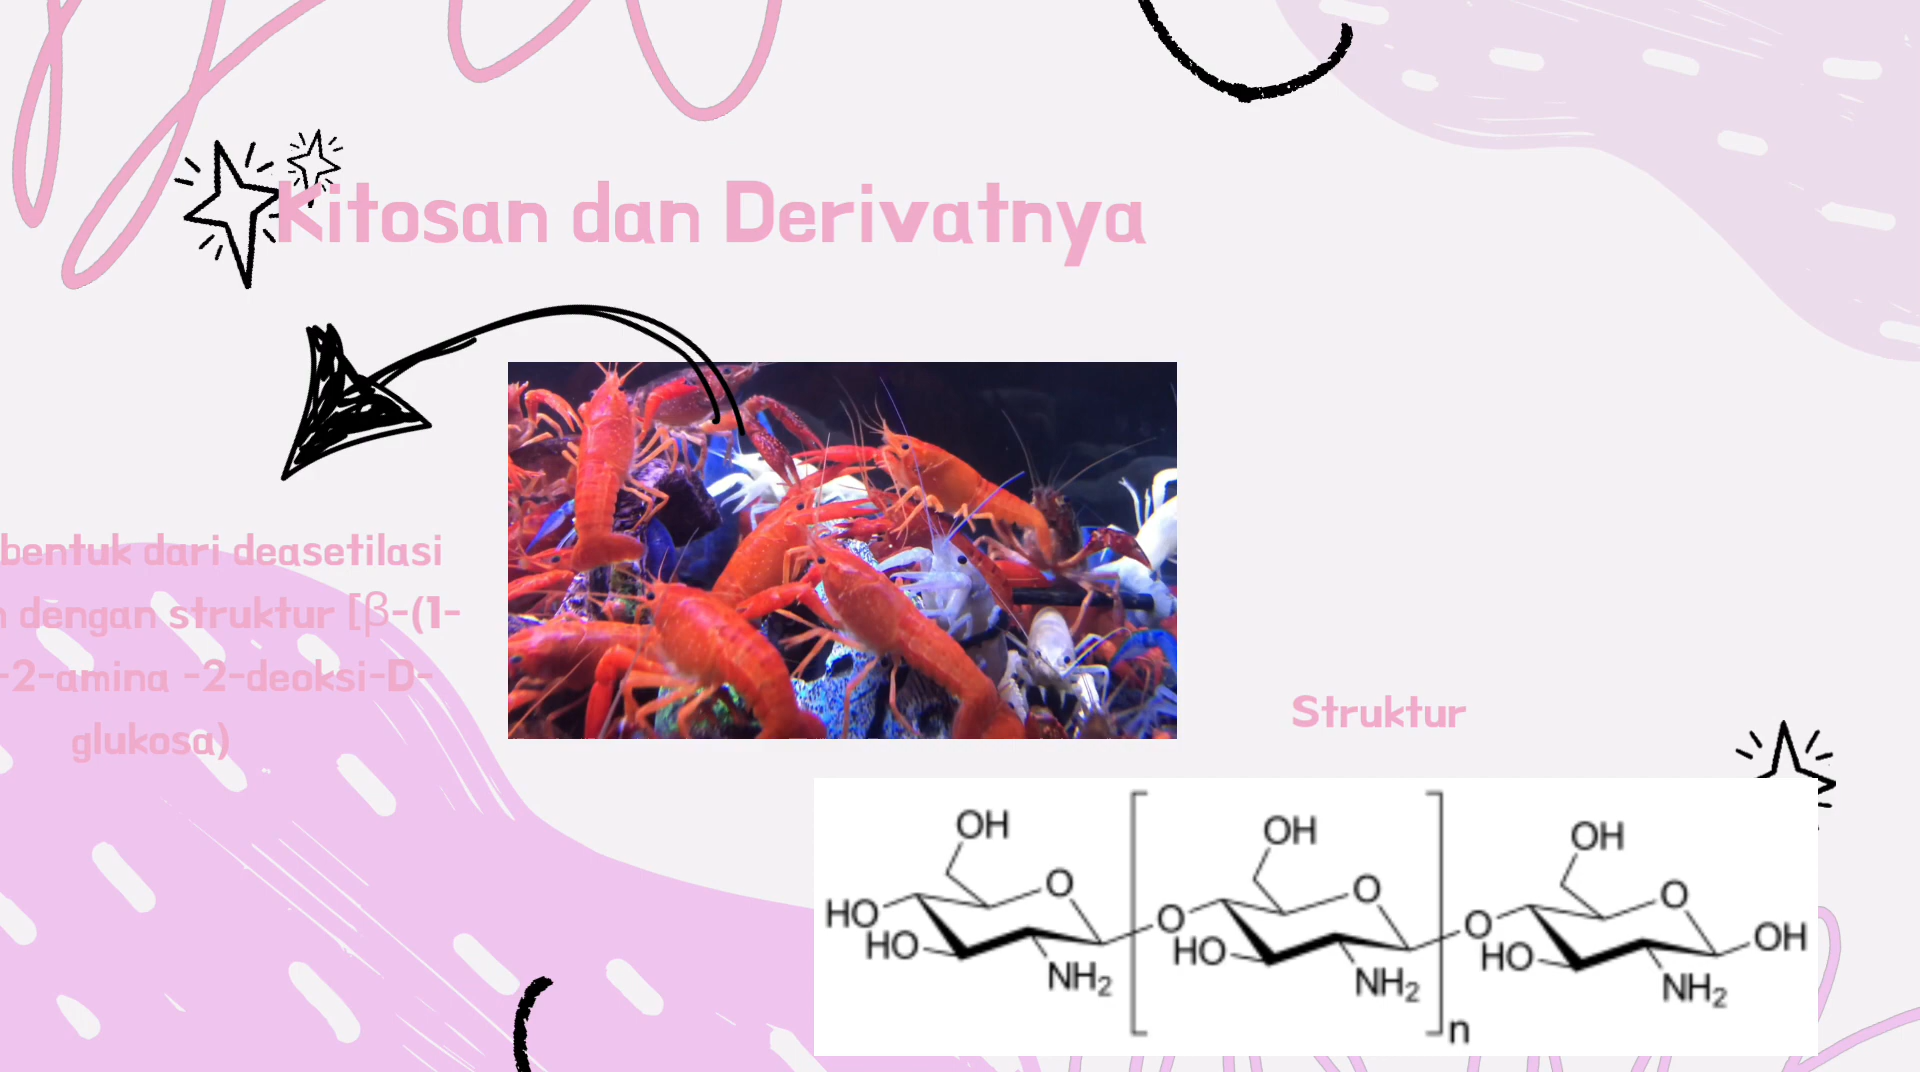 Kitosan dan Derivatnya
bentuk dari deasetilasi
dengan struktur [β-(1-
-2-amina -2-deoksi-D-
glukosa)
Struktur
OH
OH
OH
O
O
O
HO
O
O
OH
HO
HO
HO
NH2
NH2
NH2
n